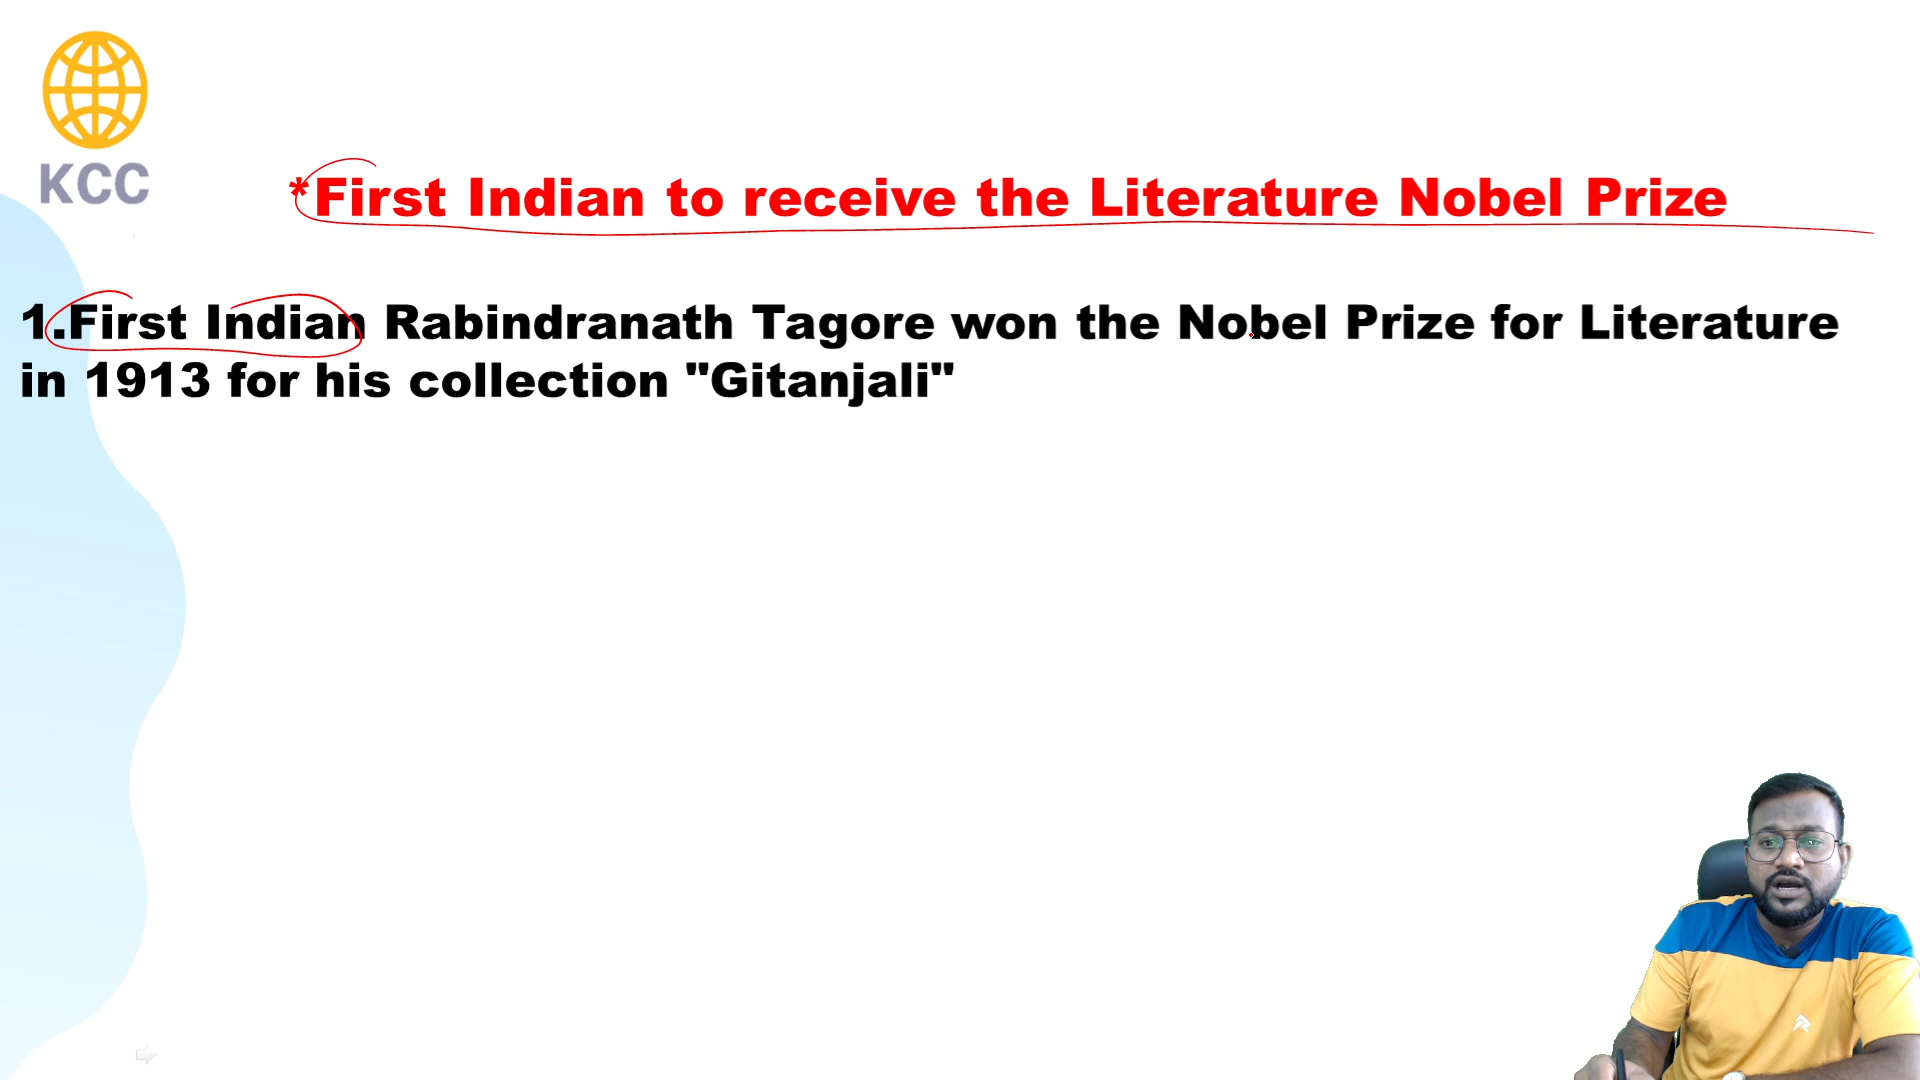 KCC
*First Indian to receive the Literature Nobel Prize
1.First Indian Rabindranath Tagore won the Nobel Prize for Literature
in 1913 for his collection "Gitanjali"